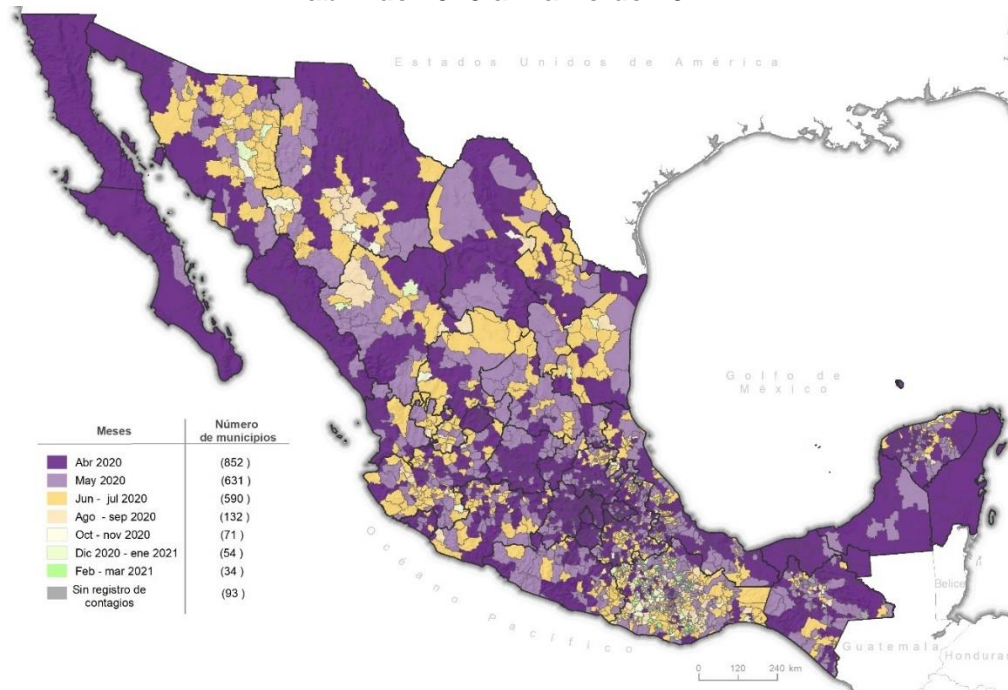 Estados Unidos de América
Golfo de
México
Meses Número
de municipios
Abr 2020 (852 )
May 2020 (631 )
Jun - jul 2020 (590 )
Ago - sep 2020 (132 )
Oct - nov 2020 (71 )
Dic 2020 - ene 2021 (54 )
Feb - mar 2021 (34 )
Sin registro de
contagios (93 )
Océano Pacífico
Belice
Guatemala
Hondura
0 120 240 km